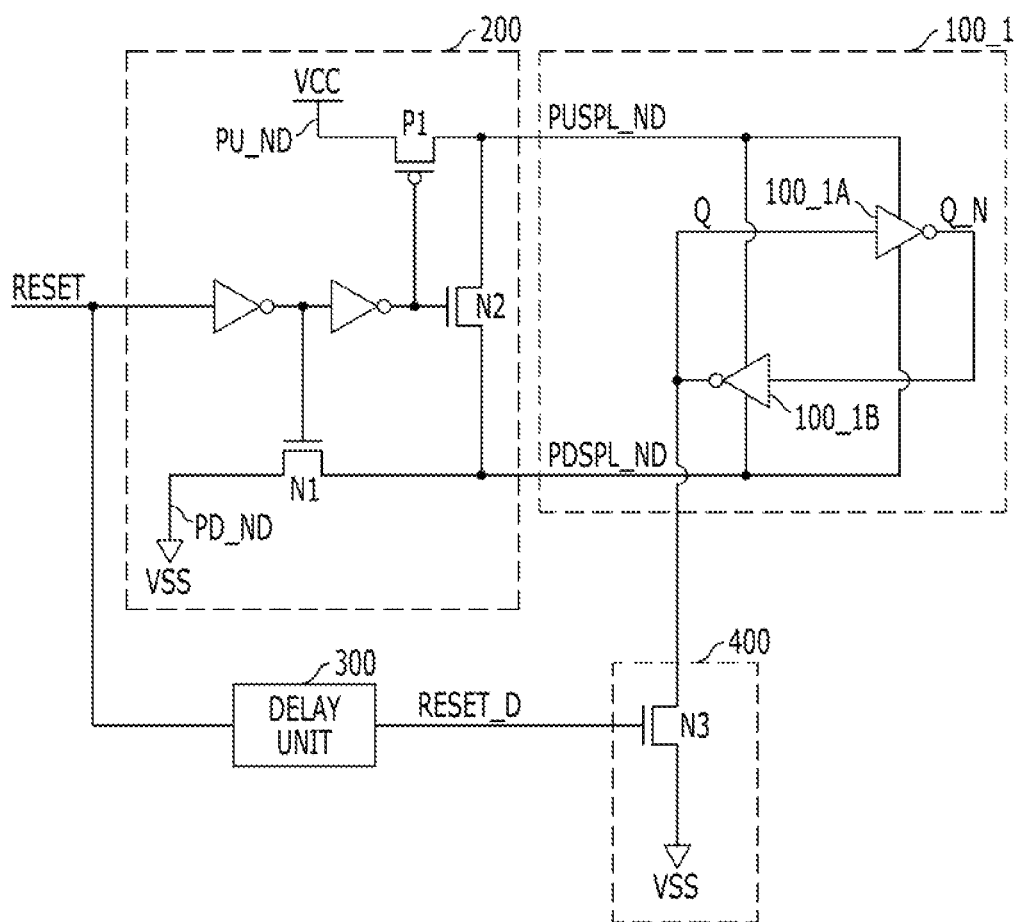 200
100_1
VCC
PU_ND
P1
PUSPL_ND
100_1A
Q
Q_N
RESET
N2
100_1B
PDSPL_ND
N1
PD_ND
VSS
400
300
DELAY
UNIT
RESET_D
N3
VSS